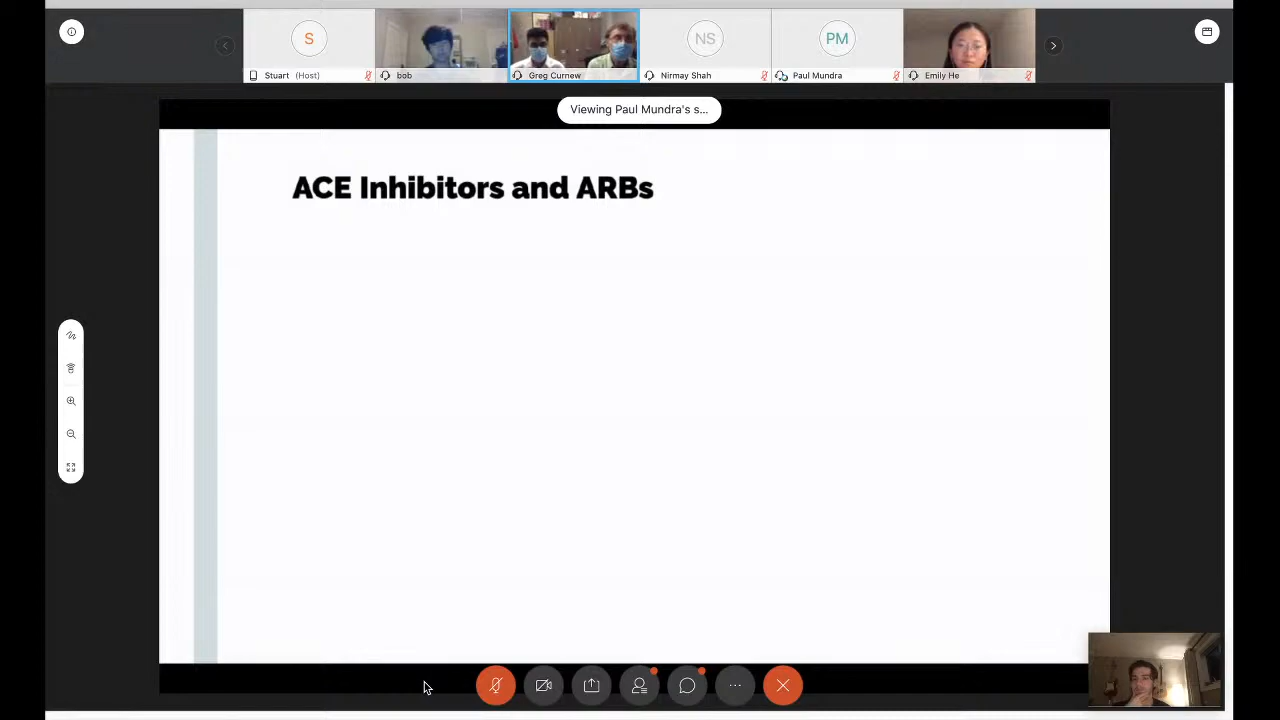 S
NS
PM
Stuart (Host)
bob
Greg Curnew
Nirmay Shah
Paul Mundra
Emily He
Viewing Paul Mundra's s...
ACE Inhibitors and ARBs